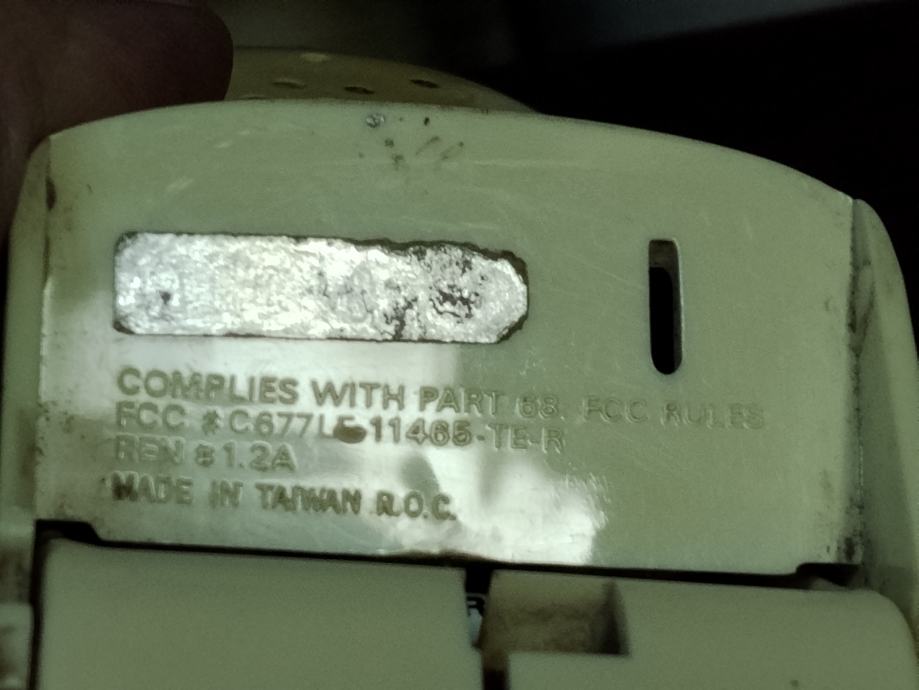 COMPLIES WITH PART 68, FCC RULES
FCC # C677LE-11465-TE-R
REN # 1.2A
MADE IN TAIWAN R.O.C.
R